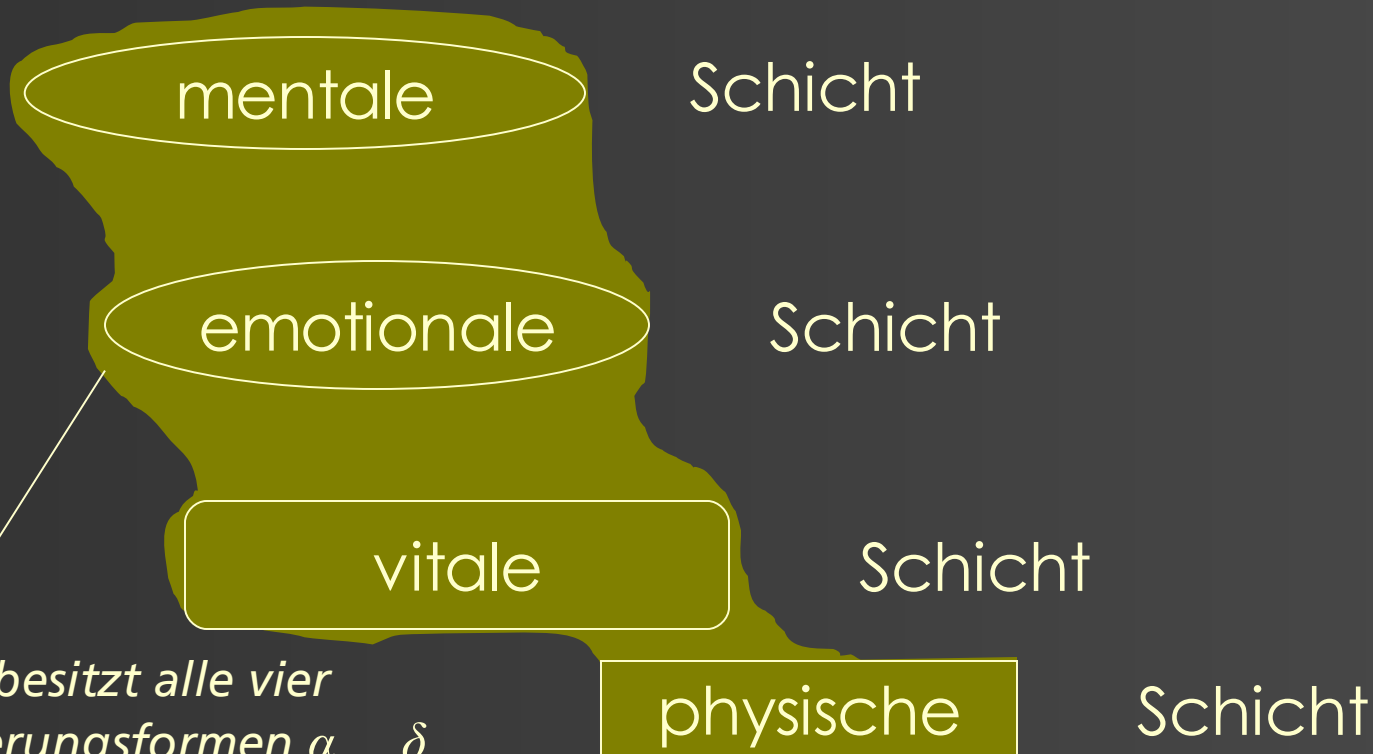 mentale Schicht
emotionale Schicht
vitale Schicht
besitzt alle vier
physische Schicht
α δ